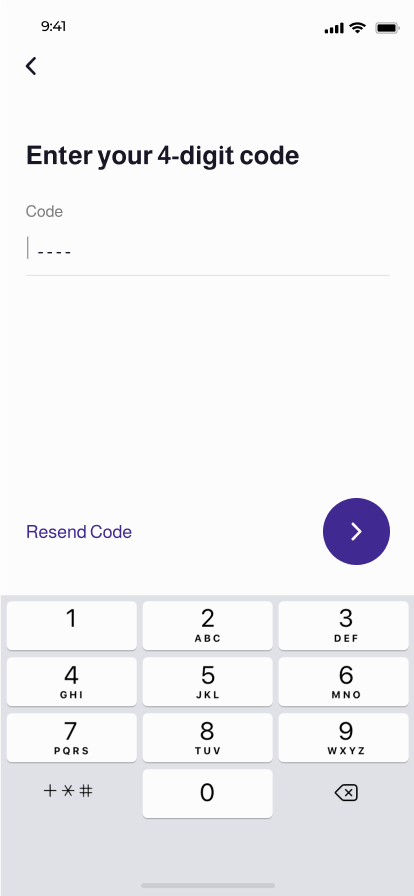 9:41
Enter your 4-digit code
Code
----
Resend Code
1
2
ABC
3
DEF
4
GHI
5
JKL
6
MNO
7
PQRS
8
TUV
9
WXYZ
+*#
0